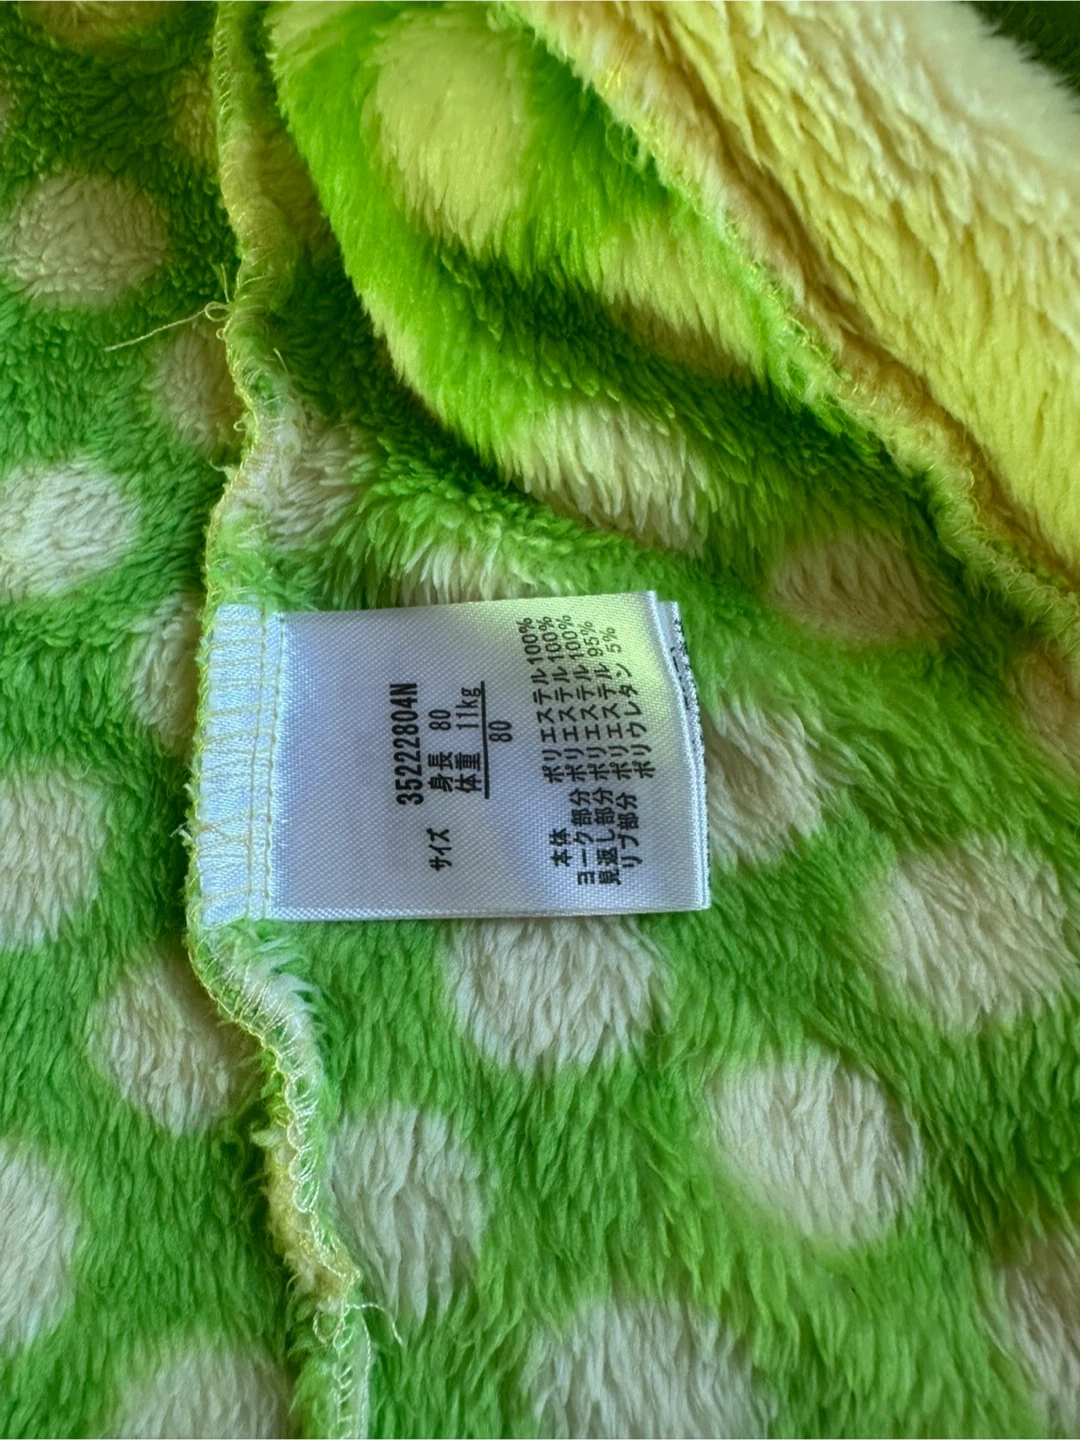 35222804N
サイズ 身長 80
体重 11kg
80
本体 ポリエステル100%
ヨーク部分 ポリエステル100%
見返し部分 ポリエステル100%
リブ部分 ポリエステル 95%
ポリウレタン 5%